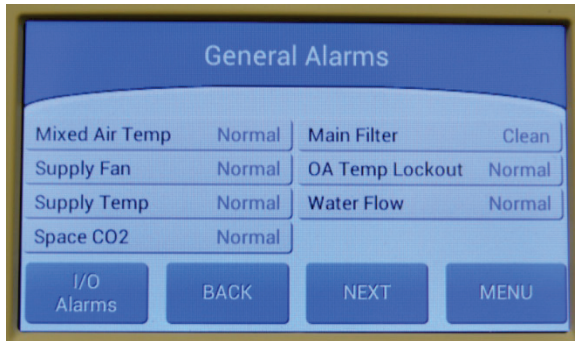 General Alarms
Mixed Air Temp Normal Main Filter Clean
Supply Fan Normal OA Temp Lockout Normal
Supply Temp Normal Water Flow Normal
Space CO2 Normal
I/O
Alarms
BACK NEXT MENU